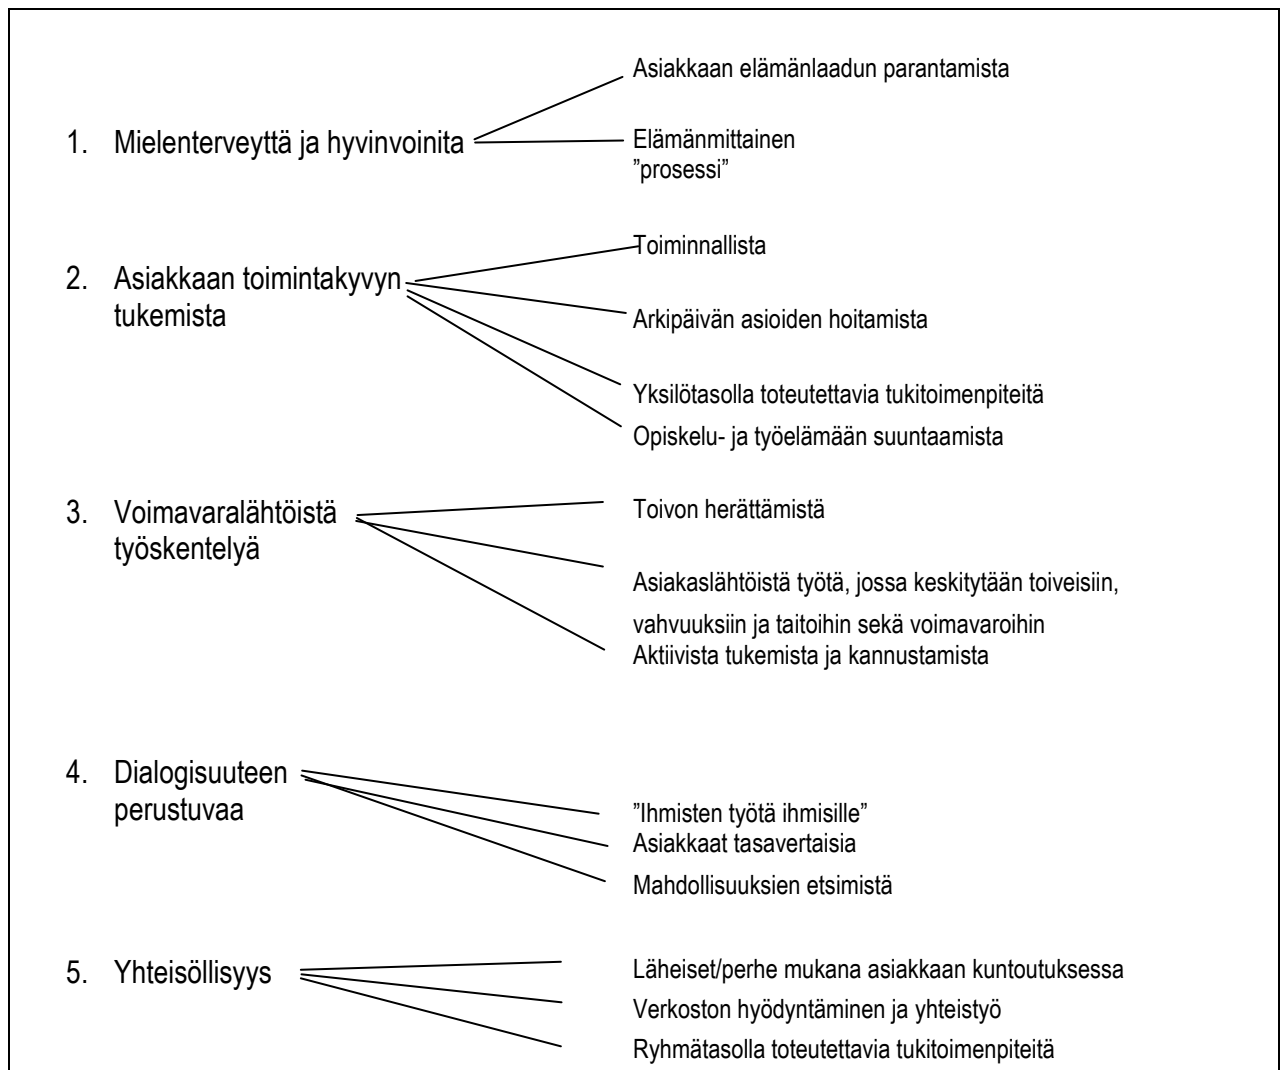 Asiakkaan elämänlaadun parantamista
1. Mielenterveyttä ja hyvinvoinita
Elämänmittainen
”prosessi”
Toiminnallista
2. Asiakkaan toimintakyvyn
tukemista
Arkipäivän asioiden hoitamista
Yksilötasolla toteutettavia tukitoimenpiteitä
Opiskelu- ja työelämään suuntaamista
3. Voimavaralähtöistä
työskentelyä
Toivon herättämistä
Asiakaslähtöistä työtä, jossa keskitytään toiveisiin,
vahvuuksiin ja taitoihin sekä voimavaroihin
Aktiivista tukemista ja kannustamista
4. Dialogisuuteen
perustuvaa
”Ihmisten työtä ihmisille”
Asiakkaat tasavertaisia
Mahdollisuuksien etsimistä
5. Yhteisöllisyys
Läheiset/perhe mukana asiakkaan kuntoutuksessa
Verkoston hyödyntäminen ja yhteistyö
Ryhmätasolla toteutettavia tukitoimenpiteitä